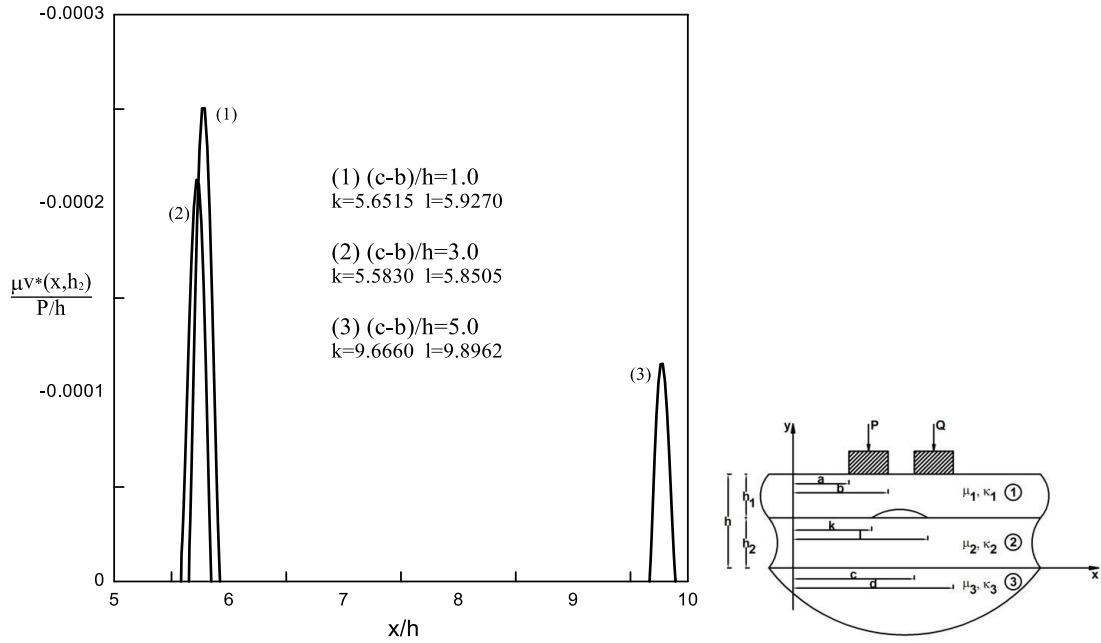 -0.0003
-0.0002
-0.0001
0
μv*(x,h₂)
P/h
(1)
(2)
(3)
(1) (c-b)/h=1.0
k=5.6515 l=5.9270
(2) (c-b)/h=3.0
k=5.5830 l=5.8505
(3) (c-b)/h=5.0
k=9.6660 l=9.8962
5 6 7 8 9 10
x/h
y P Q
a
b
h₁ μ₁, κ₁ 1
h
k
l
h₂ μ₂, κ₂ 2
x
c
d
μ₃, κ₃ 3